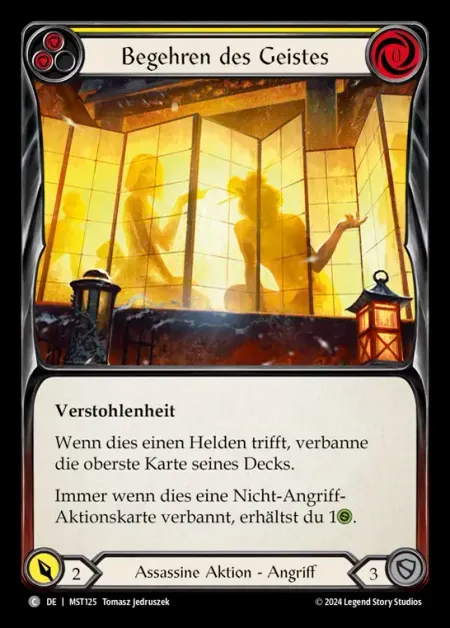 Begehren des Geistes
0
Verstohlenheit
Wenn dies einen Helden trifft, verbanne
die oberste Karte seines Decks.
Immer wenn dies eine Nicht-Angriff-
Aktionskarte verbannt, erhältst du 1.
2
Assassine Aktion - Angriff
3
C DE | MST125 Tomasz Jedruszek
© 2024 Legend Story Studios